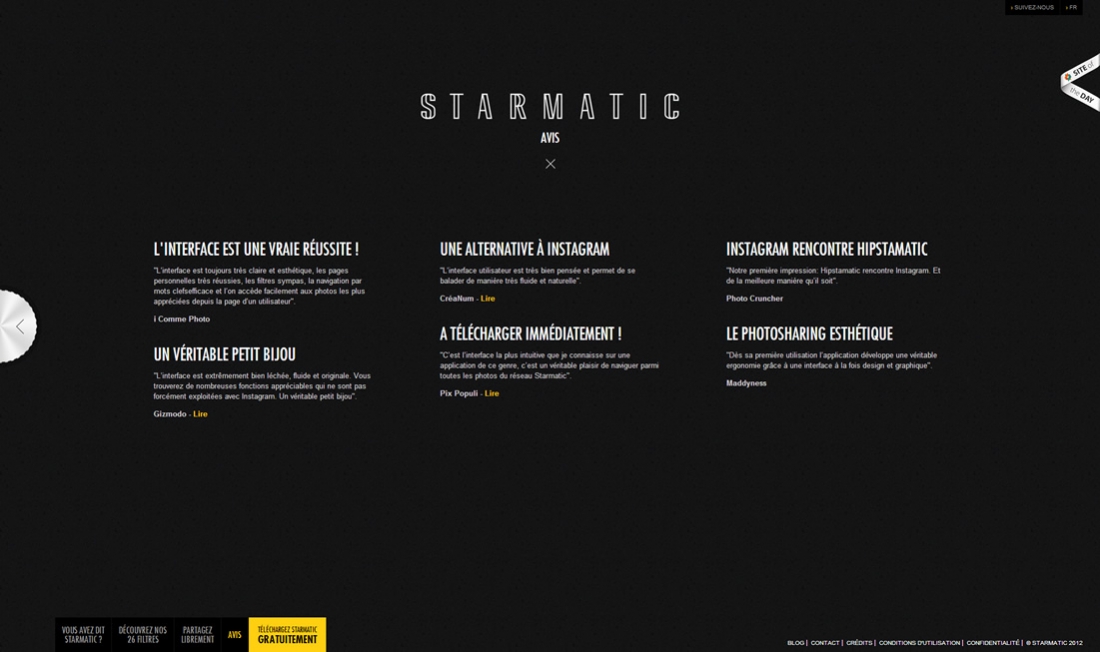 › SUIVEZ-NOUS
› FR
SITE of
the DAY
STARMATIC
AVIS
L'INTERFACE EST UNE VRAIE RÉUSSITE !
"L'interface est toujours très claire et esthétique, les pages
personnelles très réussies, les filtres sympas, la navigation par
mots clefsefficace et l'on accède facilement aux photos les plus
appréciées depuis la page d'un utilisateur".
i Comme Photo
UN VÉRITABLE PETIT BIJOU
"L'interface est extrêmement bien léchée, fluide et originale. Vous
trouverez de nombreuses fonctions appréciables qui ne sont pas
forcément exploitées avec Instagram. Un véritable petit bijou".
Gizmodo - Lire
UNE ALTERNATIVE À INSTAGRAM
"L'interface utilisateur est très bien pensée et permet de se
balader de manière très fluide et naturelle".
CréaNum - Lire
A TÉLÉCHARGER IMMÉDIATEMENT !
"C'est l'interface la plus intuitive que je connaisse sur une
application de ce genre, c'est un véritable plaisir de naviguer parmi
toutes les photos du réseau Starmatic".
Pix Populi - Lire
INSTAGRAM RENCONTRE HIPSTAMATIC
"Notre première impression: Hipstamatic rencontre Instagram. Et
de la meilleure manière qu'il soit".
Photo Cruncher
LE PHOTOSHARING ESTHÉTIQUE
"Dés sa première utilisation l'application développe une véritable
ergonomie grâce à une interface à la fois design et graphique".
Maddyness
VOUS AVEZ DIT
STARMATIC ?
DÉCOUVREZ NOS
26 FILTRES
PARTAGEZ
LIBREMENT
AVIS
TÉLÉCHARGEZ STARMATIC
GRATUITEMENT
BLOG | CONTACT | CRÉDITS | CONDITIONS D'UTILISATION | CONFIDENTIALITÉ | © STARMATIC 2012